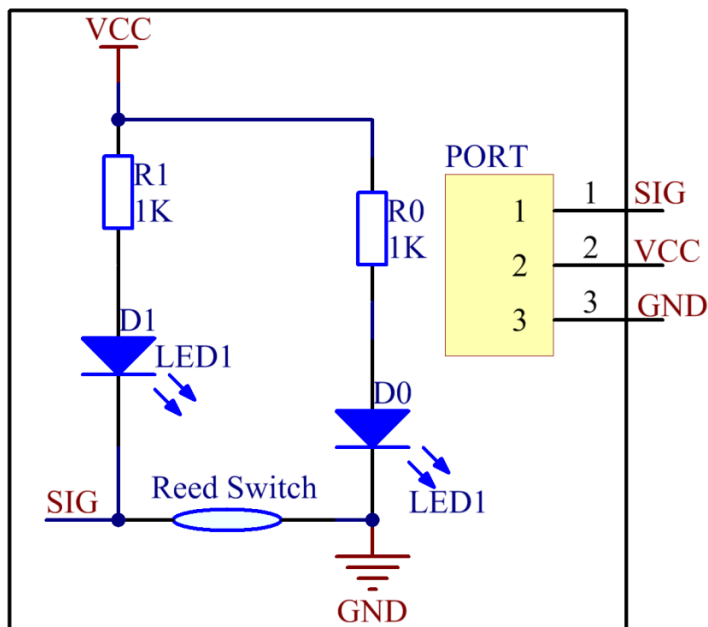 VCC
R1
1K
R0
1K
PORT
1 1 SIG
2 2 VCC
3 3 GND
D1
LED1
D0
LED1
SIG
Reed Switch
GND